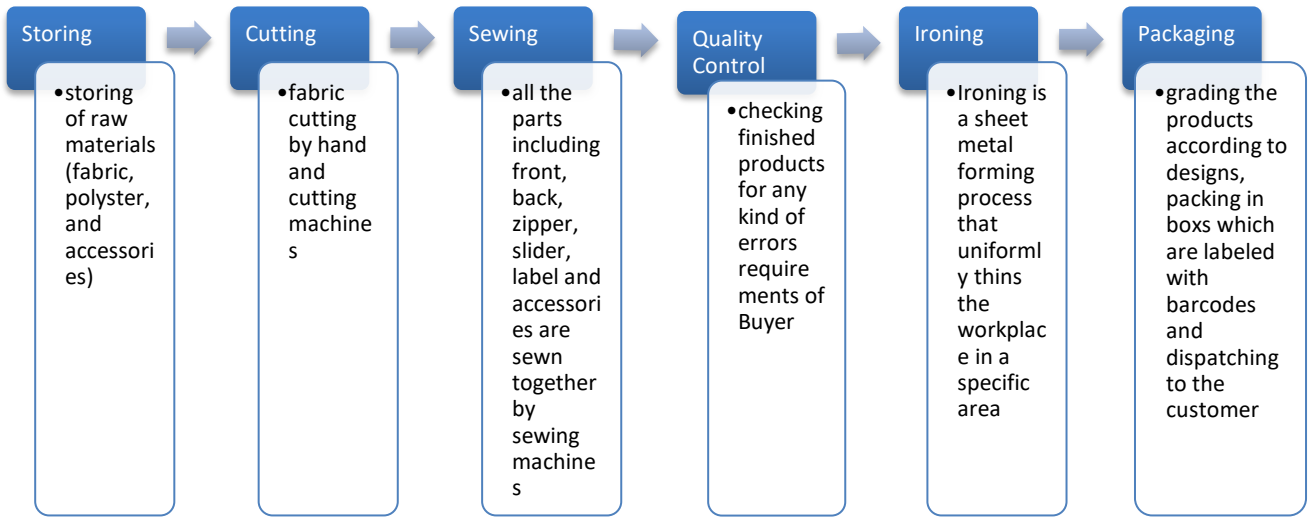 Storing
•storing
of raw
materials
(fabric,
polyster,
and
accessori
es)
Cutting
•fabric
cutting
by hand
and
cutting
machine
s
Sewing
•all the
parts
including
front,
back,
zipper,
slider,
label and
accessori
es are
sewn
together
by
sewing
machine
s
Quality
Control
•checking
finished
products
for any
kind of
errors
require
ments of
Buyer
Ironing
•Ironing is
a sheet
metal
forming
process
that
uniforml
y thins
the
workplac
e in a
specific
area
Packaging
•grading the
products
according to
designs,
packing in
boxs which
are labeled
with
barcodes
and
dispatching
to the
customer